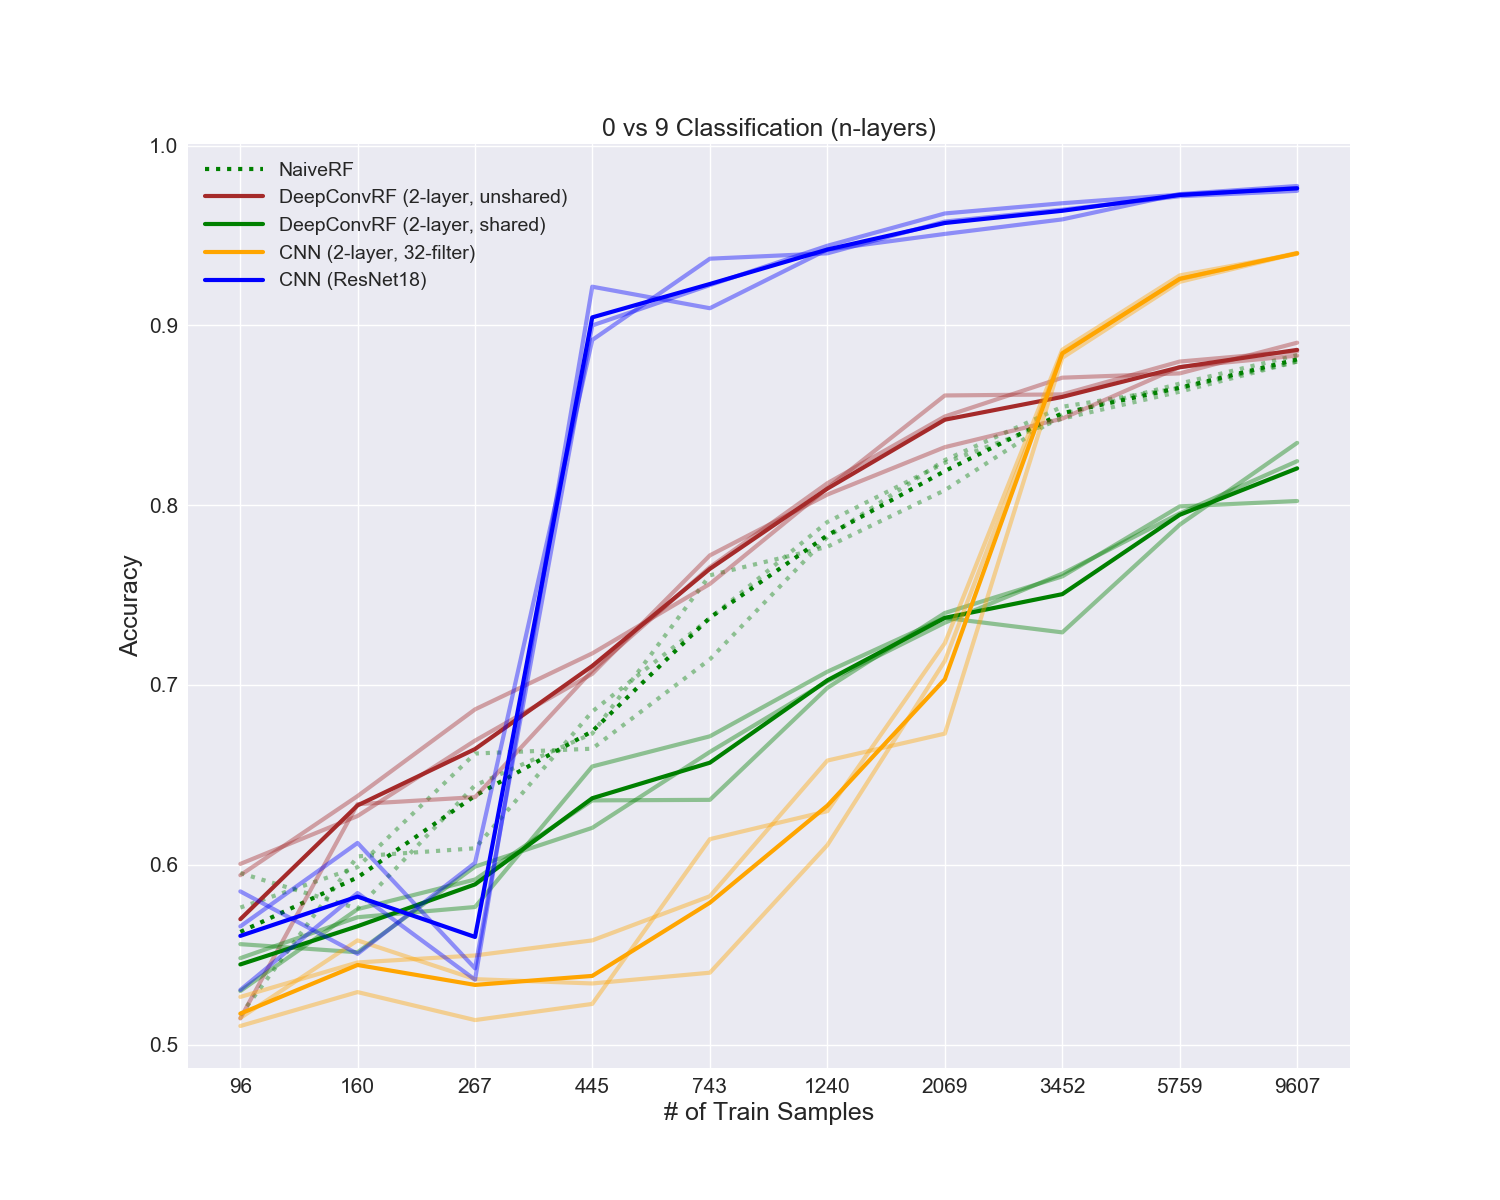 0 vs 9 Classification (n-layers)
1.0
0.9
0.8
0.7
0.6
0.5
Accuracy
NaiveRF
DeepConvRF (2-layer, unshared)
DeepConvRF (2-layer, shared)
CNN (2-layer, 32-filter)
CNN (ResNet18)
96 160 267 445 743 1240 2069 3452 5759 9607
# of Train Samples